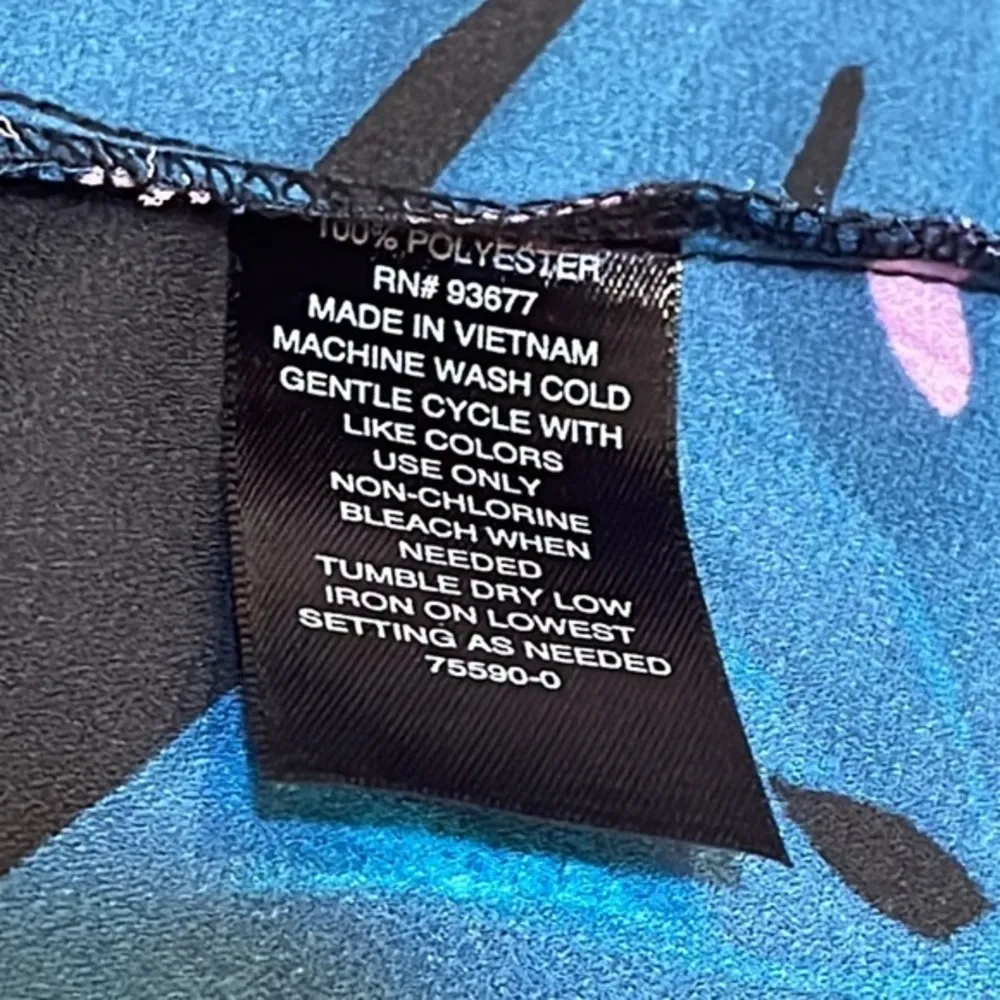 100% POLYESTER
RN# 93677
MADE IN VIETNAM
MACHINE WASH COLD
GENTLE CYCLE WITH
LIKE COLORS
USE ONLY
NON-CHLORINE
BLEACH WHEN
NEEDED
TUMBLE DRY LOW
IRON ON LOWEST
SETTING AS NEEDED
75590-0